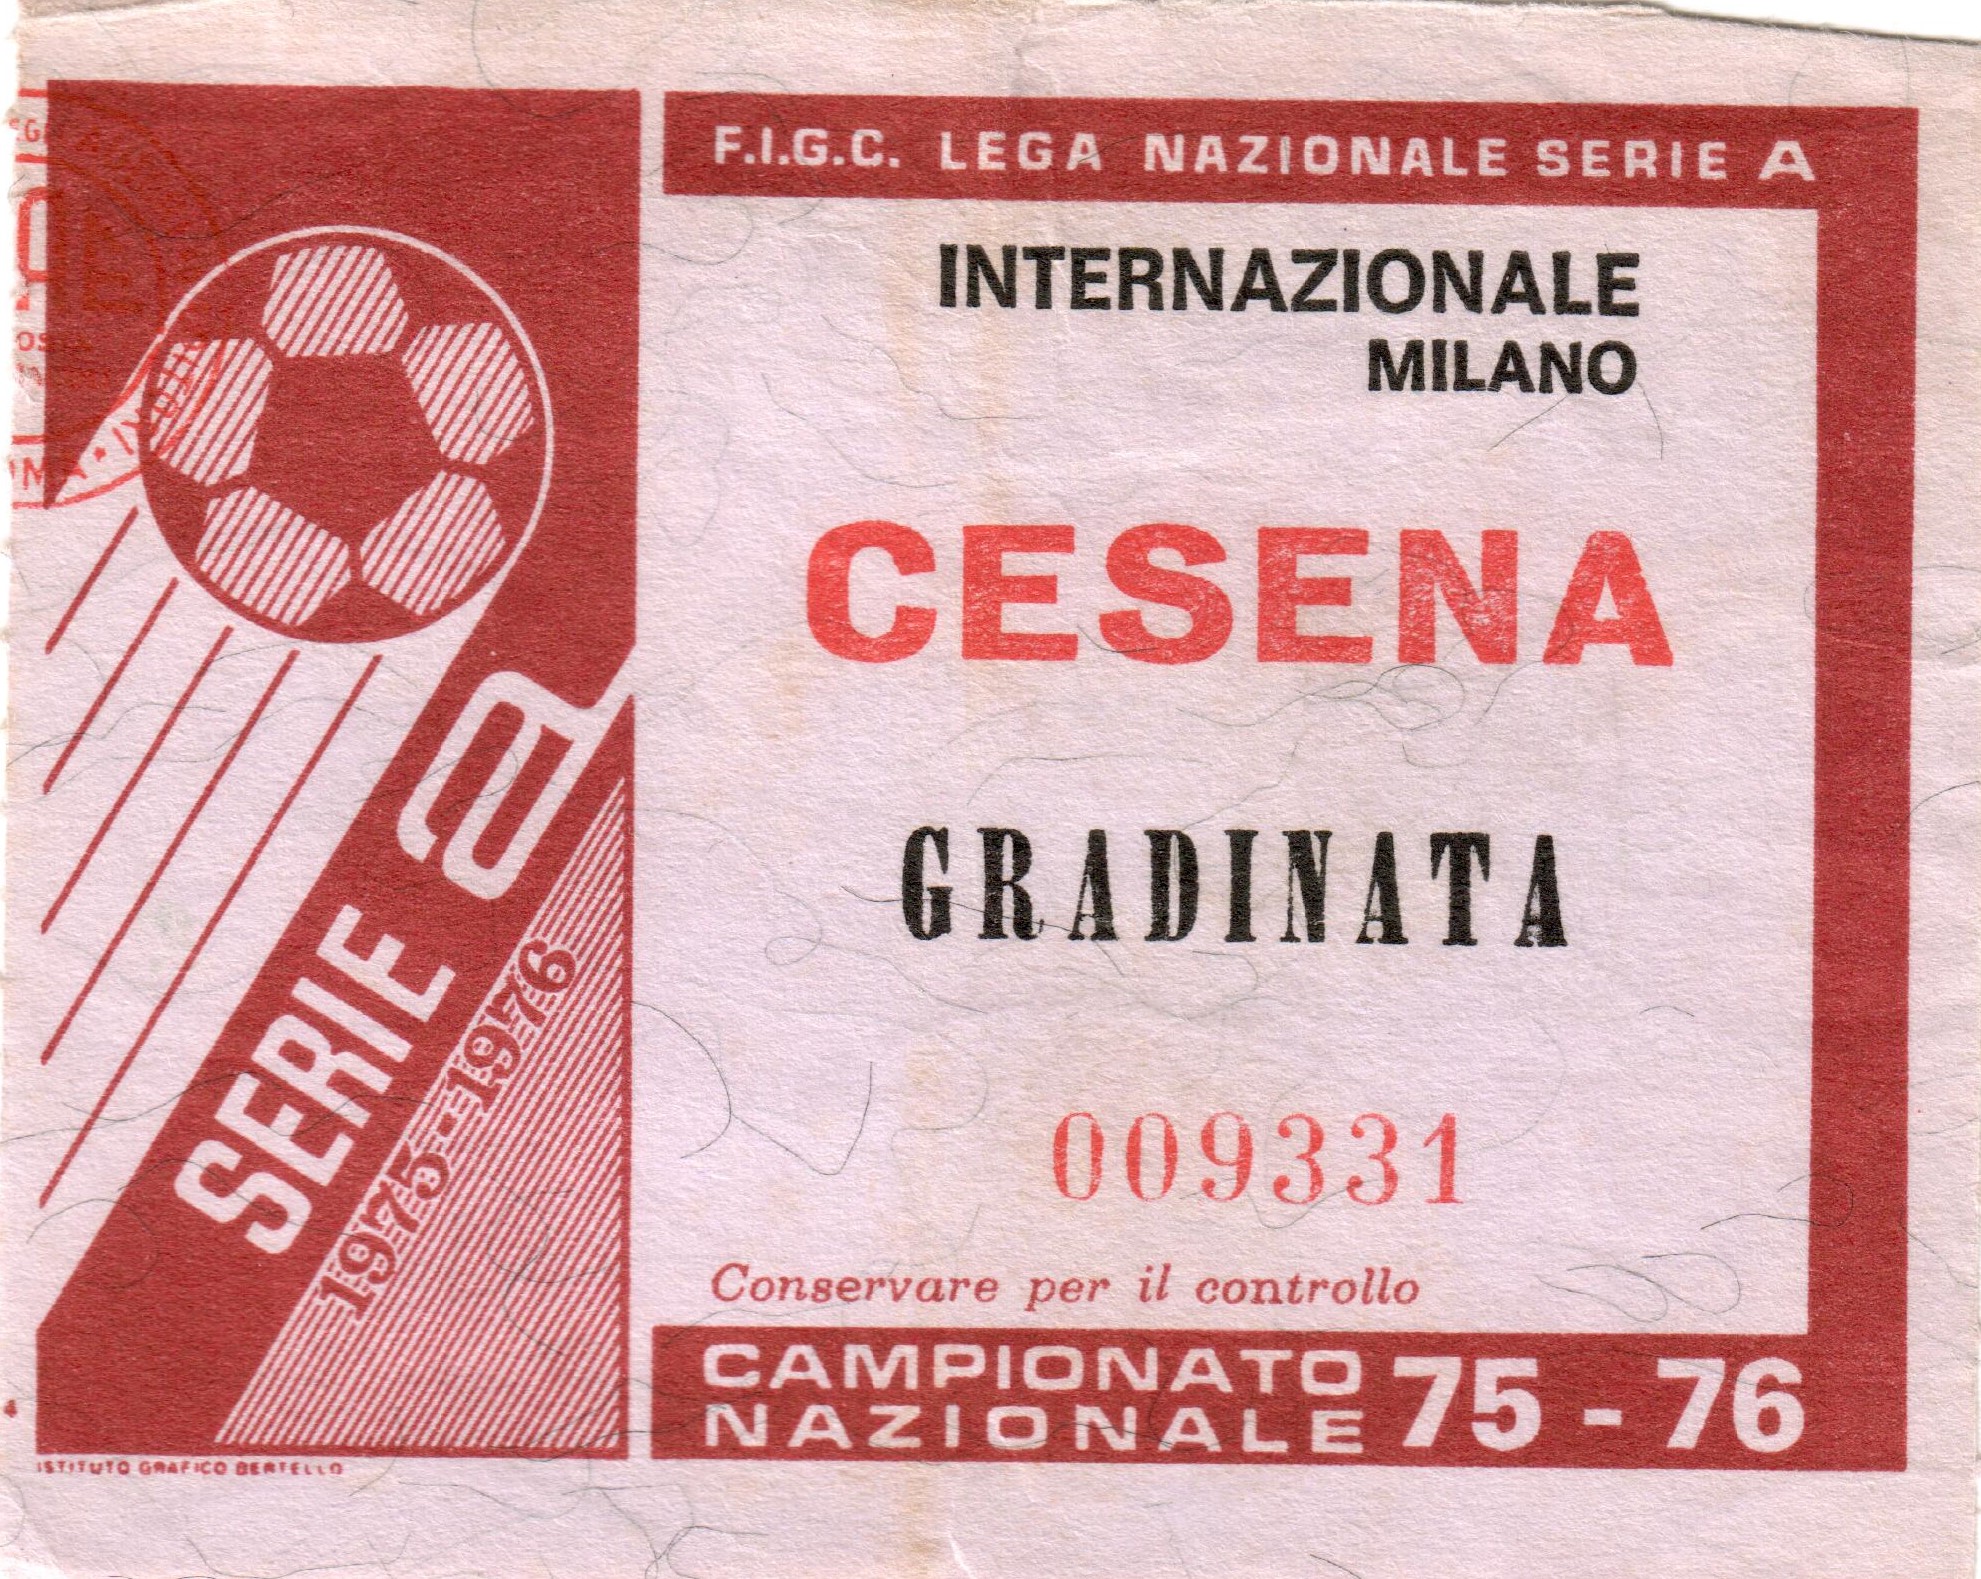 F.I.G.C. LEGA NAZIONALE SERIE A
INTERNAZIONALE
MILANO
CESENA
GRADINATA
009331
Conservare per il controllo
CAMPIONATO
NAZIONALE 75 - 76
SERIE a
1975-1976
ISTITUTO GRAFICO BERTELLO